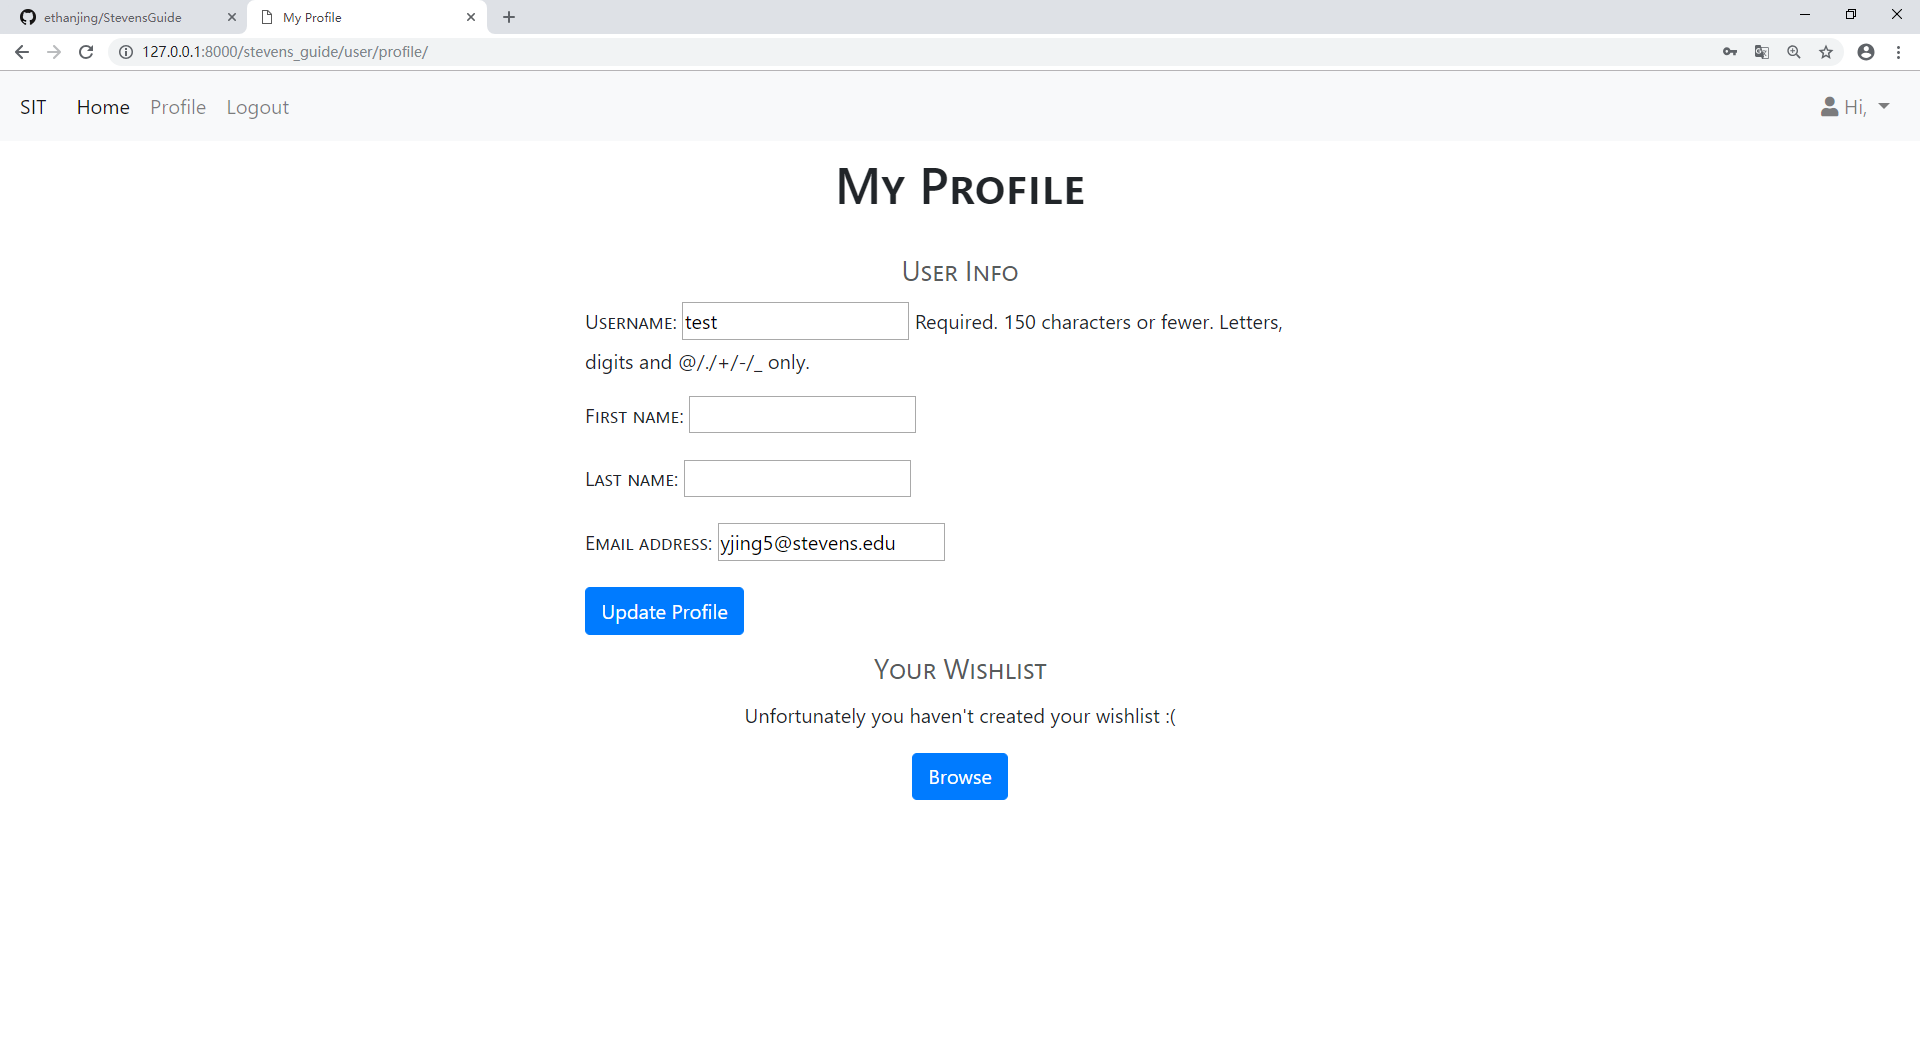 ethanjing/StevensGuide
My Profile
127.0.0.1:8000/stevens_guide/user/profile/
SIT Home Profile Logout Hi,
My Profile
User Info
Username: test Required. 150 characters or fewer. Letters,
digits and @/./+/-/_ only.
First name:
Last name:
Email address: yjing5@stevens.edu
Update Profile
Your Wishlist
Unfortunately you haven't created your wishlist :(
Browse